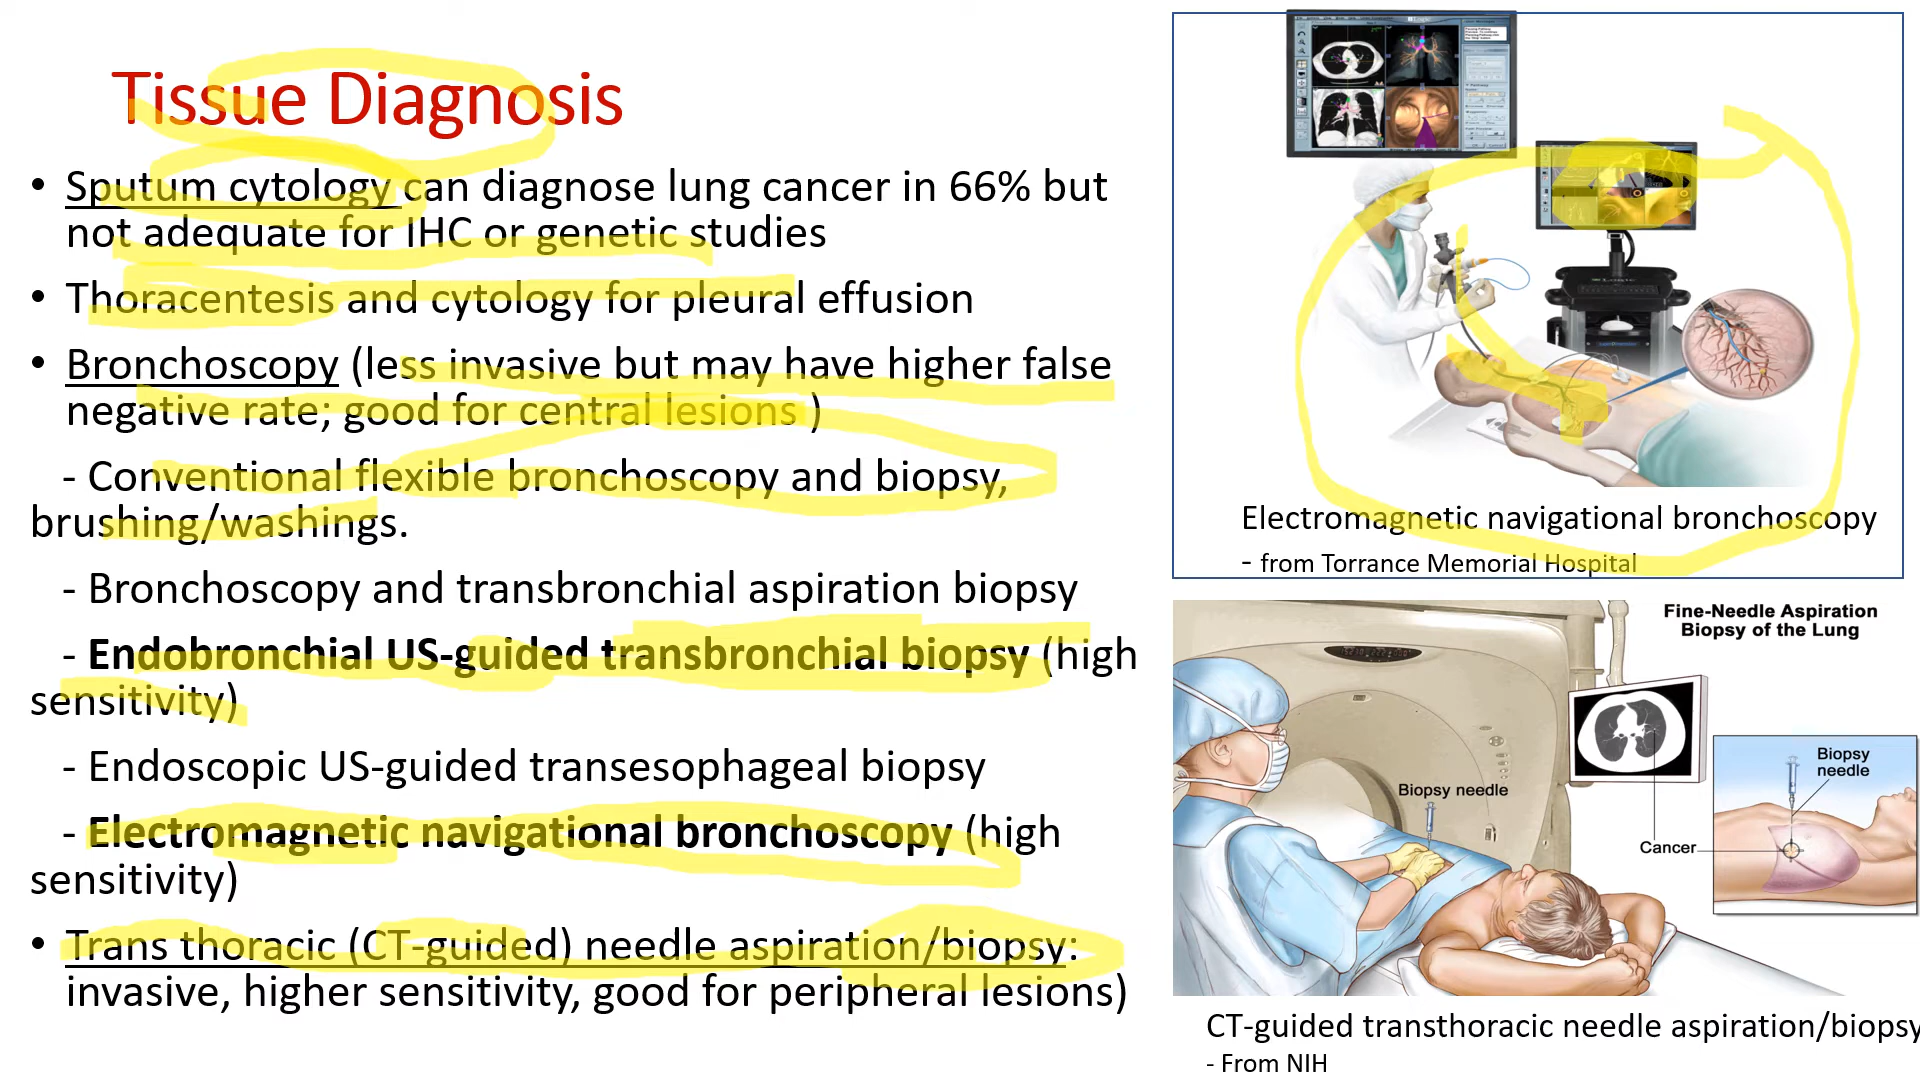 Tissue Diagnosis
• Sputum cytology can diagnose lung cancer in 66% but
not adequate for IHC or genetic studies
• Thoracentesis and cytology for pleural effusion
• Bronchoscopy (less invasive but may have higher false
negative rate; good for central lesions )
- Conventional flexible bronchoscopy and biopsy,
brushing/washings.
- Bronchoscopy and transbronchial aspiration biopsy
- Endobronchial US-guided transbronchial biopsy (high
sensitivity)
- Endoscopic US-guided transesophageal biopsy
- Electromagnetic navigational bronchoscopy (high
sensitivity)
• Trans thoracic (CT-guided) needle aspiration/biopsy:
invasive, higher sensitivity, good for peripheral lesions)
Electromagnetic navigational bronchoscopy
- from Torrance Memorial Hospital
Fine-Needle Aspiration
Biopsy of the Lung
Biopsy needle
Biopsy
needle
Cancer
CT-guided transthoracic needle aspiration/biopsy
- From NIH